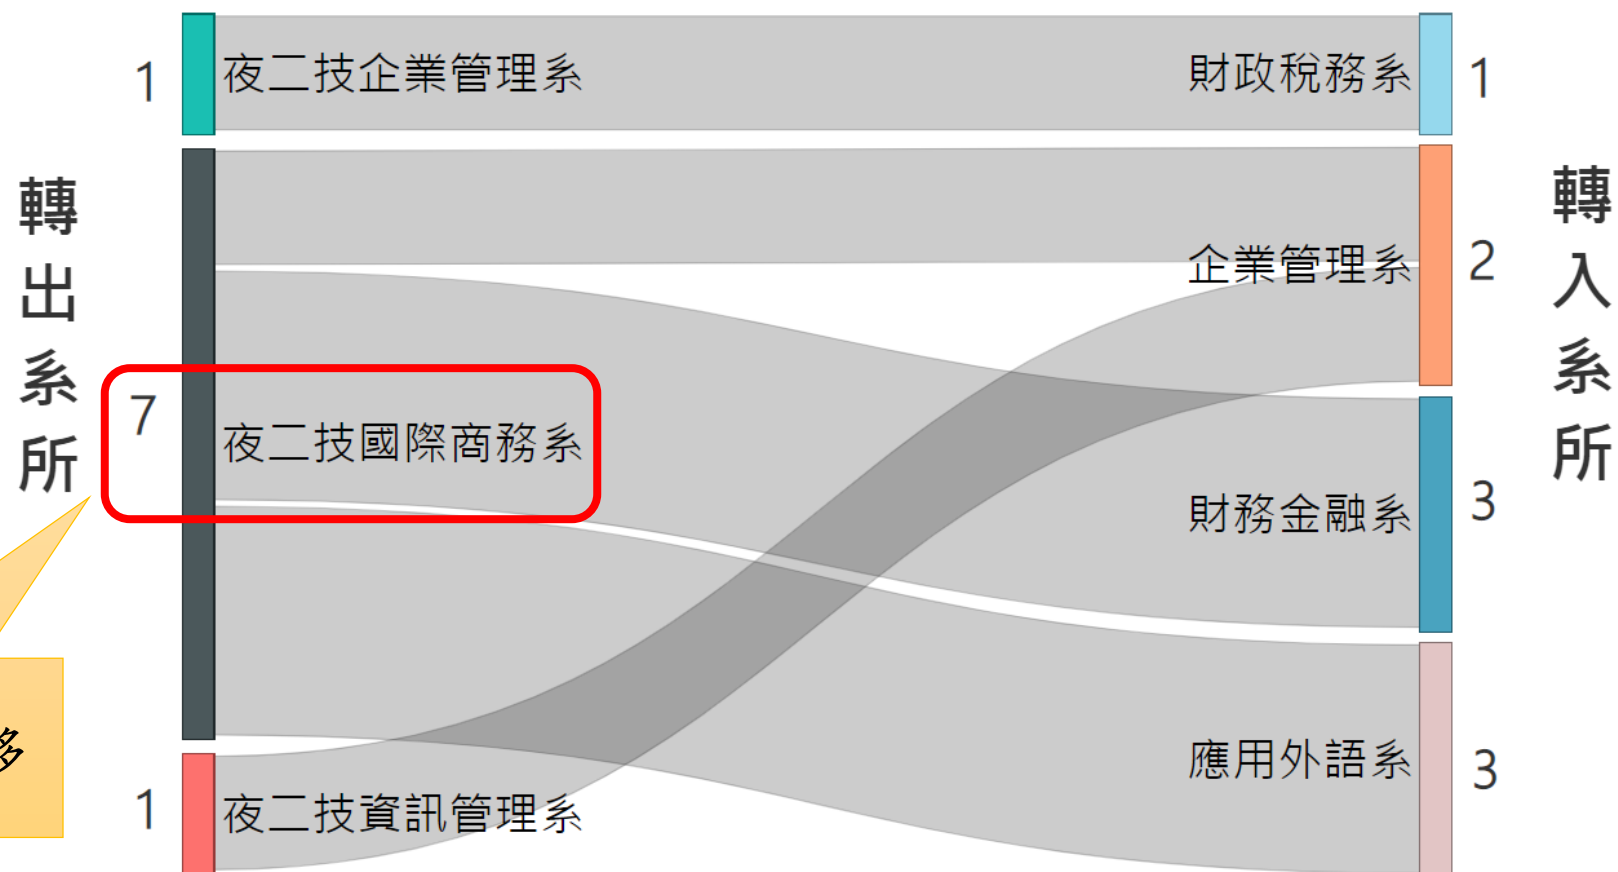 轉出系所
1
夜二技企業管理系
7
夜二技國際商務系
1
夜二技資訊管理系
多
財政稅務系
1
企業管理系
2
財務金融系
3
應用外語系
3
轉入系所